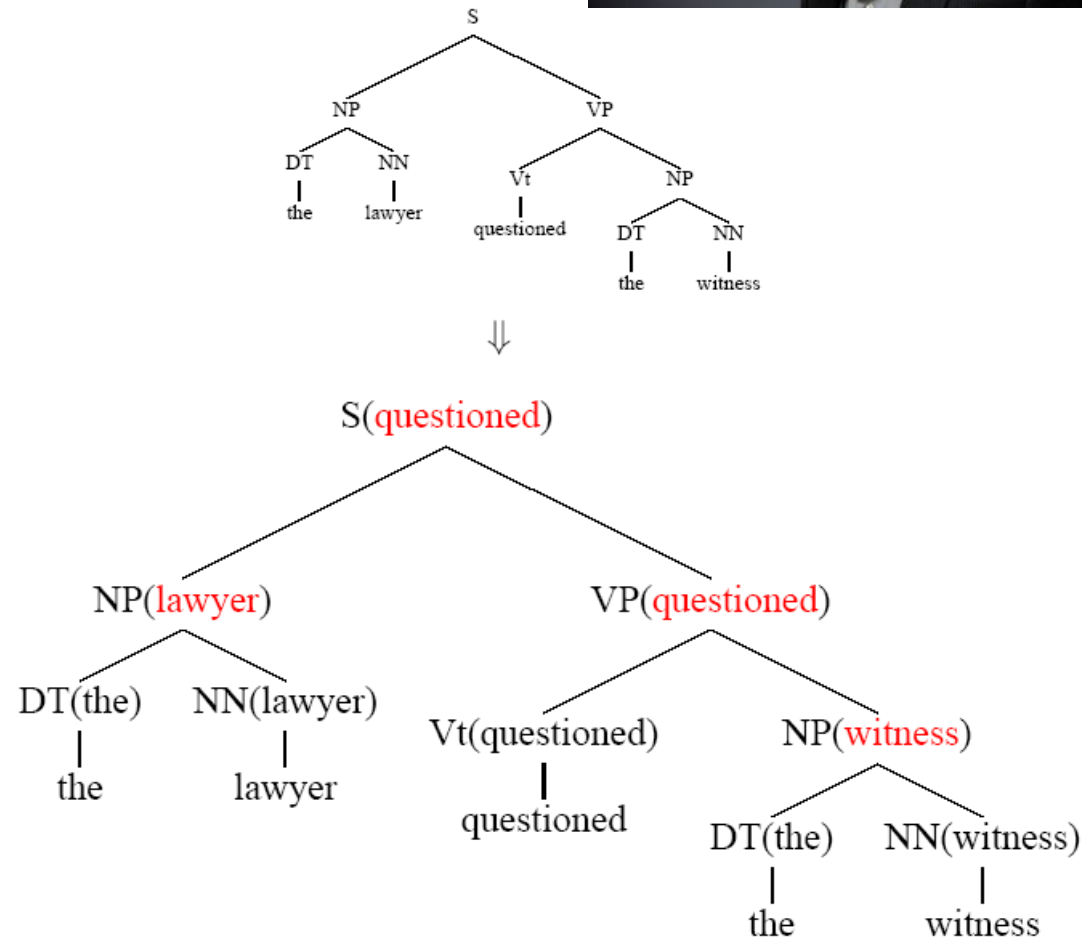 S
NP VP
DT NN Vt NP
the lawyer questioned DT NN
the witness
⇓
S(questioned)
NP(lawyer) VP(questioned)
DT(the) NN(lawyer) Vt(questioned) NP(witness)
the lawyer questioned DT(the) NN(witness)
the witness